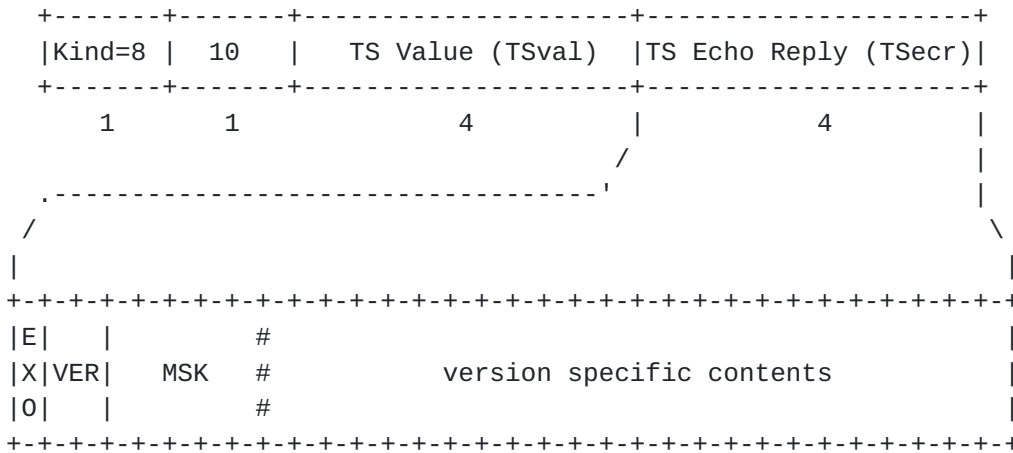 +-------+-------+---------------------+---------------------+
|Kind=8 | 10 | TS Value (TSval) |TS Echo Reply (TSecr)|
+-------+-------+---------------------+---------------------+
1 1 4 | 4 |
/ |
.-----------------------------------' |
/ \
| |
+-+-+-+-+-+-+-+-+-+-+-+-+-+-+-+-+-+-+-+-+-+-+-+-+-+-+-+-+-+-+-+-+
|E| | # |
|X|VER| MSK # version specific contents |
|O| | # |
+-+-+-+-+-+-+-+-+-+-+-+-+-+-+-+-+-+-+-+-+-+-+-+-+-+-+-+-+-+-+-+-+